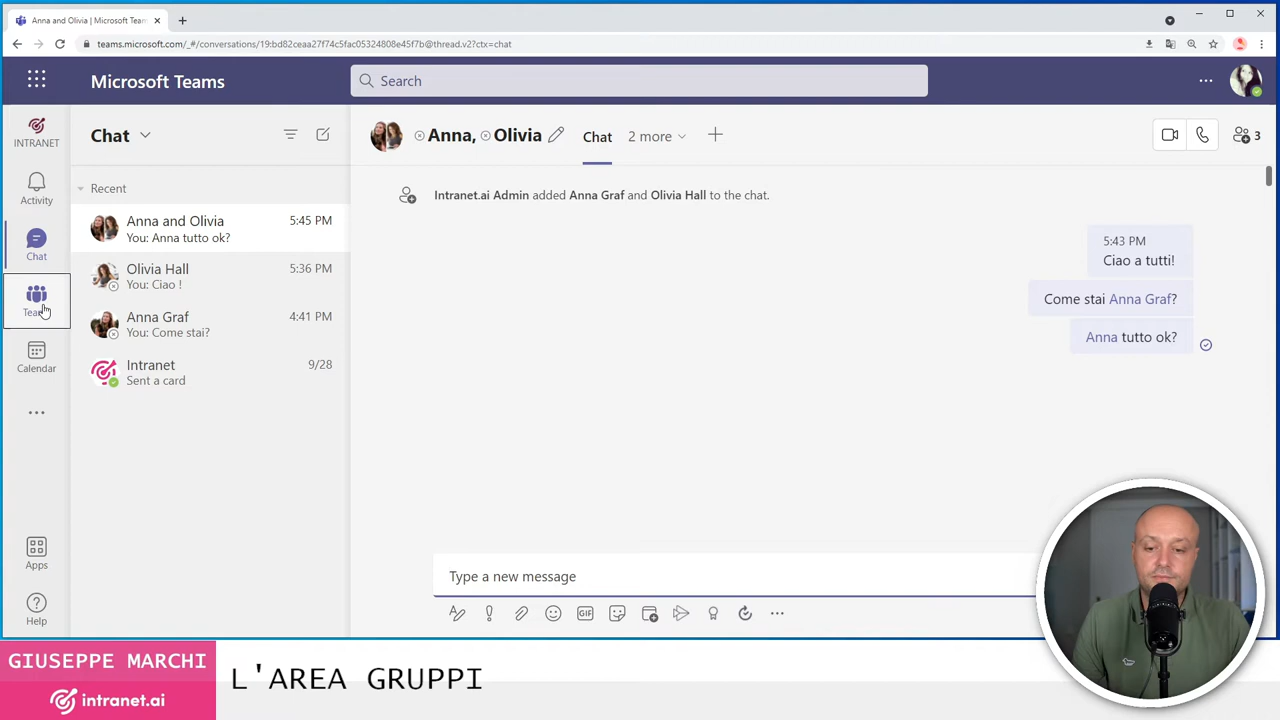 Anna and Olivia | Microsoft Team
teams.microsoft.com/_#/conversations/19:bd82ceaa27f74c5fac05324808e45f7b@thread.v2?ctx=chat
Microsoft Teams
Search
INTRANET
Activity
Chat
Calendar
Apps
Help
Chat
Recent
Anna and Olivia 5:45 PM
You: Anna tutto ok?
Olivia Hall 5:36 PM
You: Ciao !
Anna Graf 4:41 PM
You: Come stai?
Intranet 9/28
Sent a card
Anna, Olivia Chat 2 more 3
Intranet.ai Admin added Anna Graf and Olivia Hall to the chat.
5:43 PM
Ciao a tutti!
Come stai Anna Graf?
Anna tutto ok?
Type a new message
GIF
GIUSEPPE MARCHI
intranet.ai
L'AREA GRUPPI